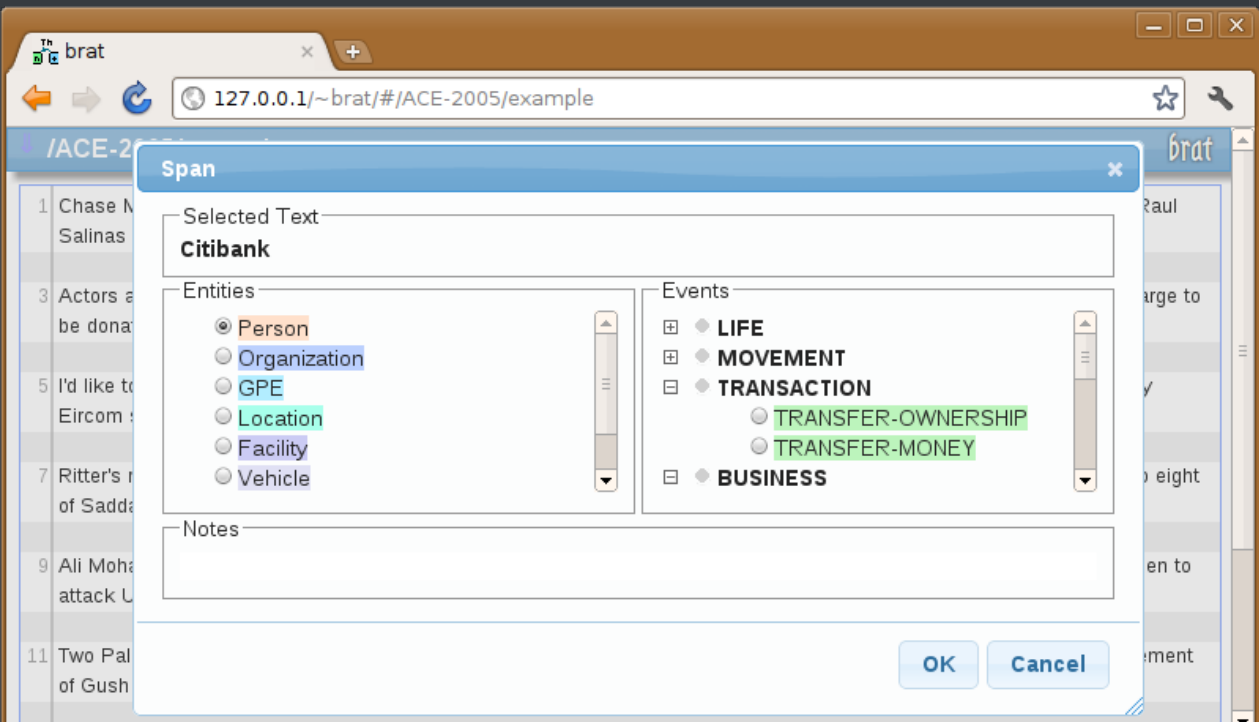 brat
127.0.0.1/~brat/#/ACE-2005/example
/ACE-2
brat
Span
Selected Text
Citibank
Entities
Person
Organization
GPE
Location
Facility
Vehicle
Events
LIFE
MOVEMENT
TRANSACTION
TRANSFER-OWNERSHIP
TRANSFER-MONEY
BUSINESS
Notes
OK
Cancel
1 Chase Raul
Salinas
3 Actors arge to
be dona
5 I'd like to y
Eircom
7 Ritter's eight
of Sadda
9 Ali Moha en to
attack U
11 Two Pal ement
of Gush